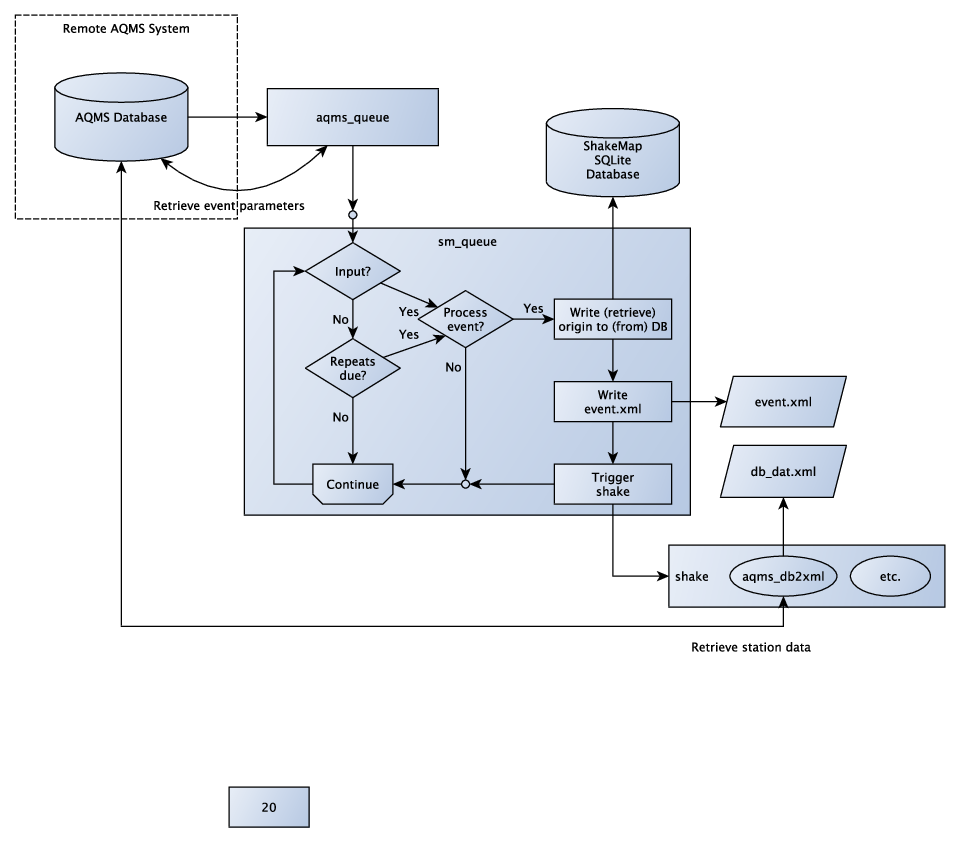 Remote AQMS System
AQMS Database
aqms_queue
Retrieve event parameters
ShakeMap
SQLite
Database
sm_queue
Input?
Yes
No
Process
event?
Yes
Write (retrieve)
origin to (from) DB
Yes
Repeats
due?
No
No
Write
event.xml
event.xml
Continue
Trigger
shake
db_dat.xml
shake
aqms_db2xml
etc.
Retrieve station data
20